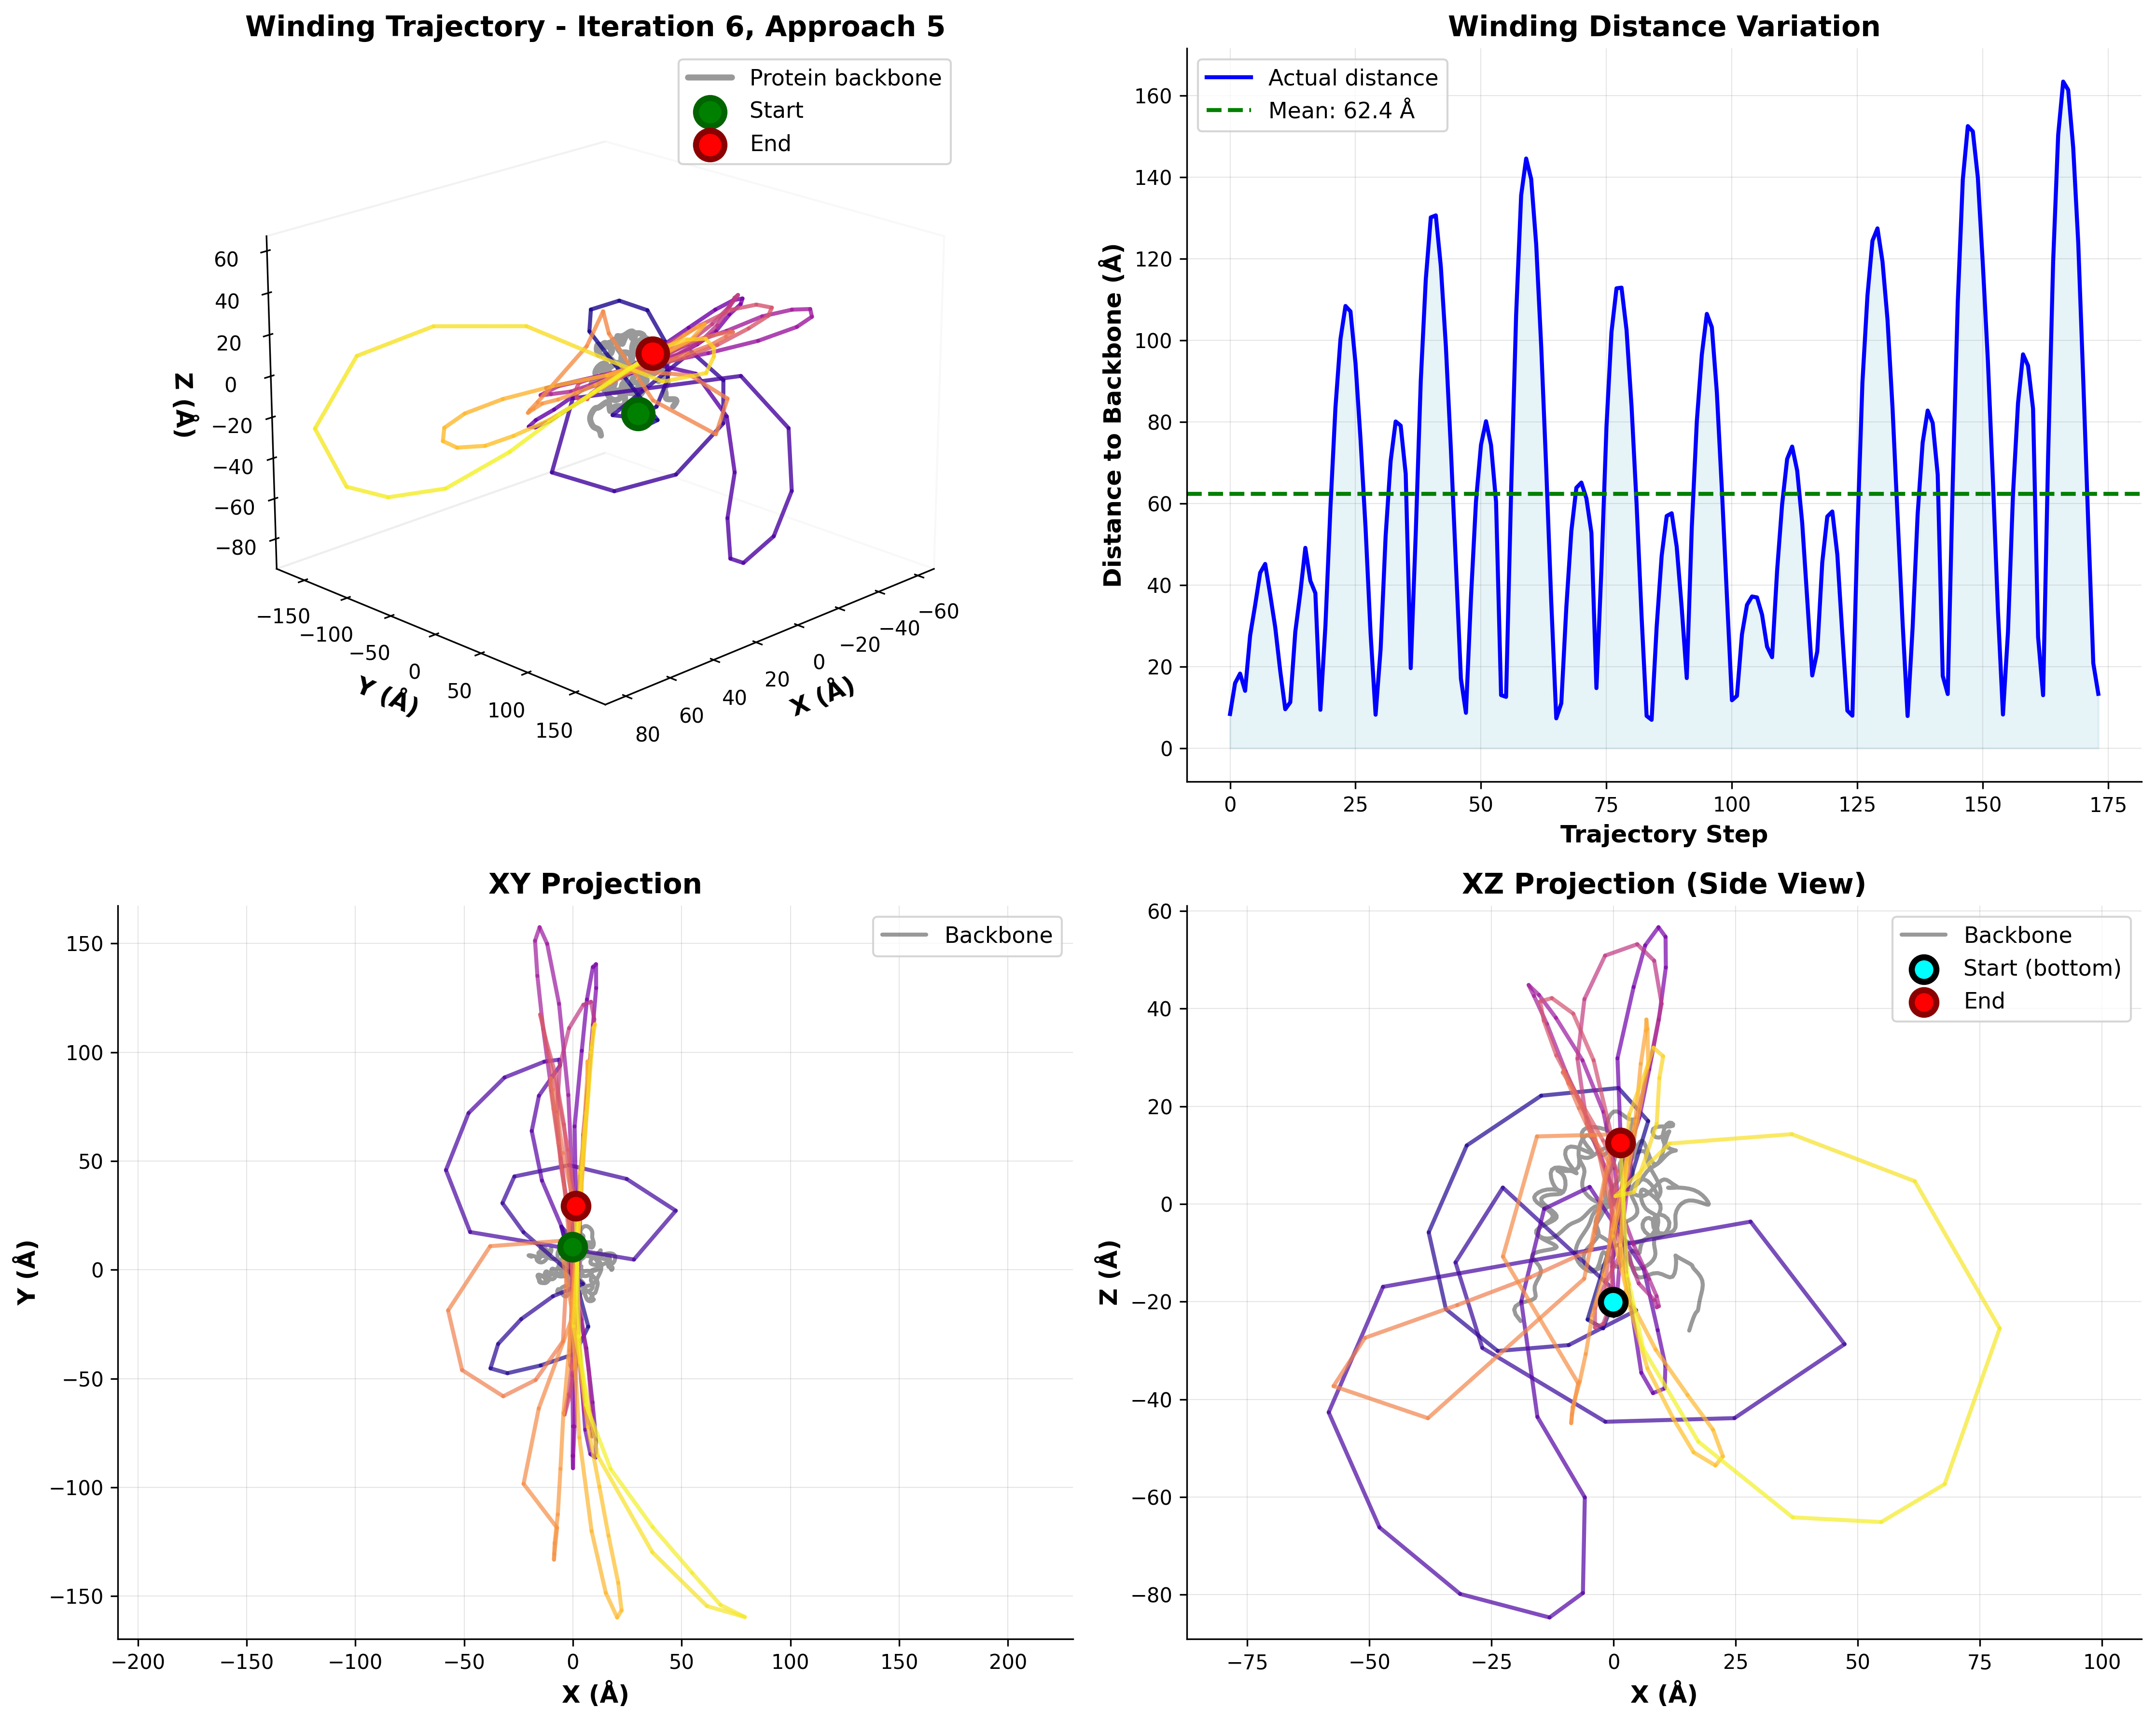 Winding Trajectory - Iteration 6, Approach 5
Protein backbone
Start
End
60
40
20
0
−20
−40
−60
−80
Z (Å)
−150
−100
−50
0
50
100
150
Y (Å)
80
60
40
20
0
−20
−40
−60
X (Å)
Winding Distance Variation
Actual distance
Mean: 62.4 Å
160
140
120
100
80
60
40
20
0
Distance to Backbone (Å)
0 25 50 75 100 125 150 175
Trajectory Step
XY Projection
Backbone
150
100
50
0
−50
−100
−150
Y (Å)
−200 −150 −100 −50 0 50 100 150 200
X (Å)
XZ Projection (Side View)
Backbone
Start (bottom)
End
60
40
20
0
−20
−40
−60
−80
Z (Å)
−75 −50 −25 0 25 50 75 100
X (Å)